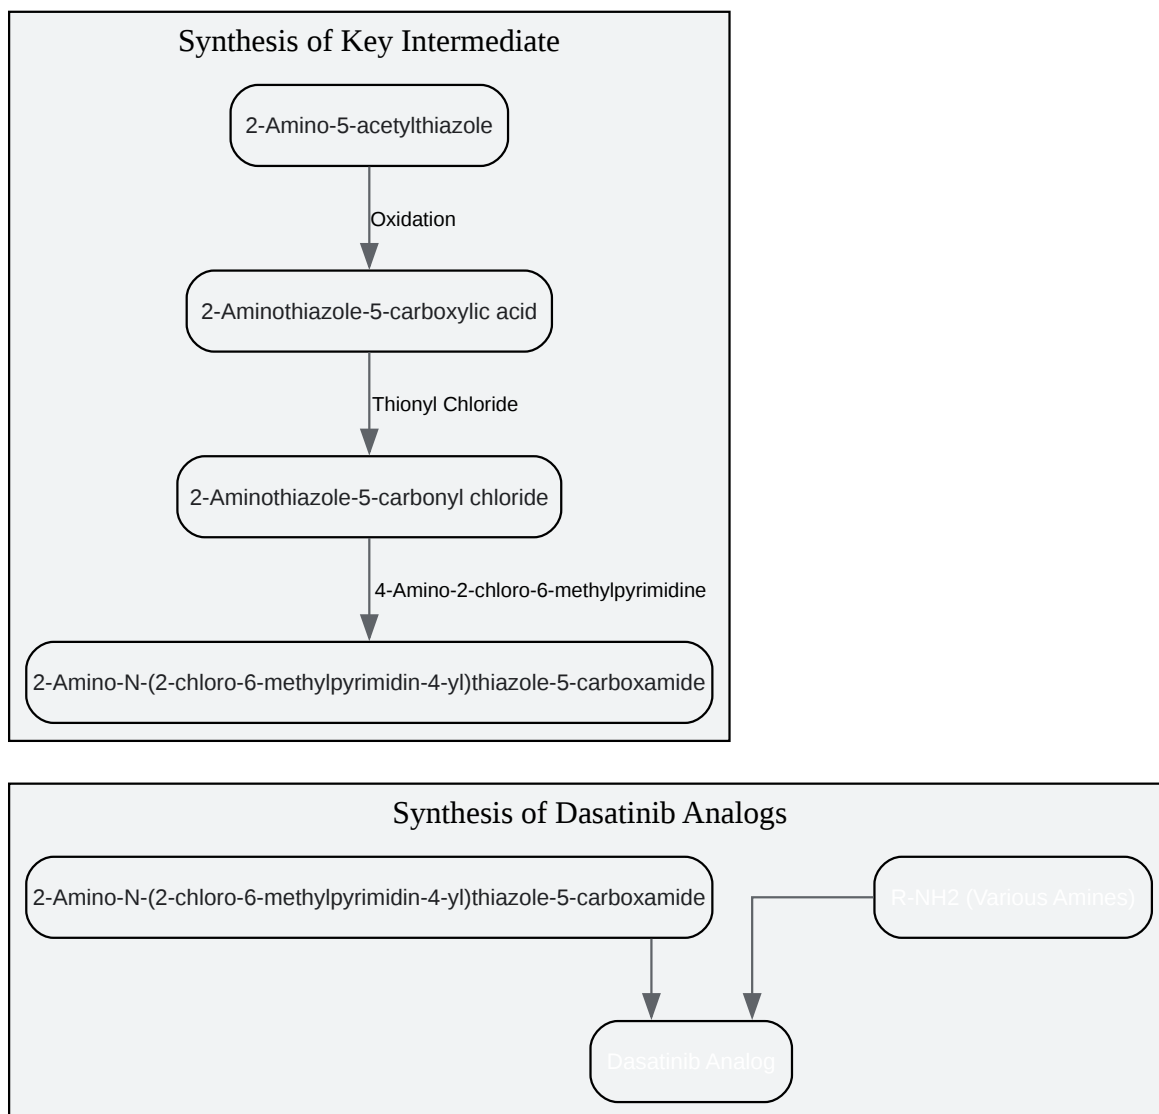 Synthesis of Key Intermediate
2-Amino-5-acetylthiazole
Oxidation
2-Aminothiazole-5-carboxylic acid
Thionyl Chloride
2-Aminothiazole-5-carbonyl chloride
4-Amino-2-chloro-6-methylpyrimidine
2-Amino-N-(2-chloro-6-methylpyrimidin-4-yl)thiazole-5-carboxamide
Synthesis of Dasatinib Analogs
2-Amino-N-(2-chloro-6-methylpyrimidin-4-yl)thiazole-5-carboxamide
R-NH2 (Various Amines)
Dasatinib Analog